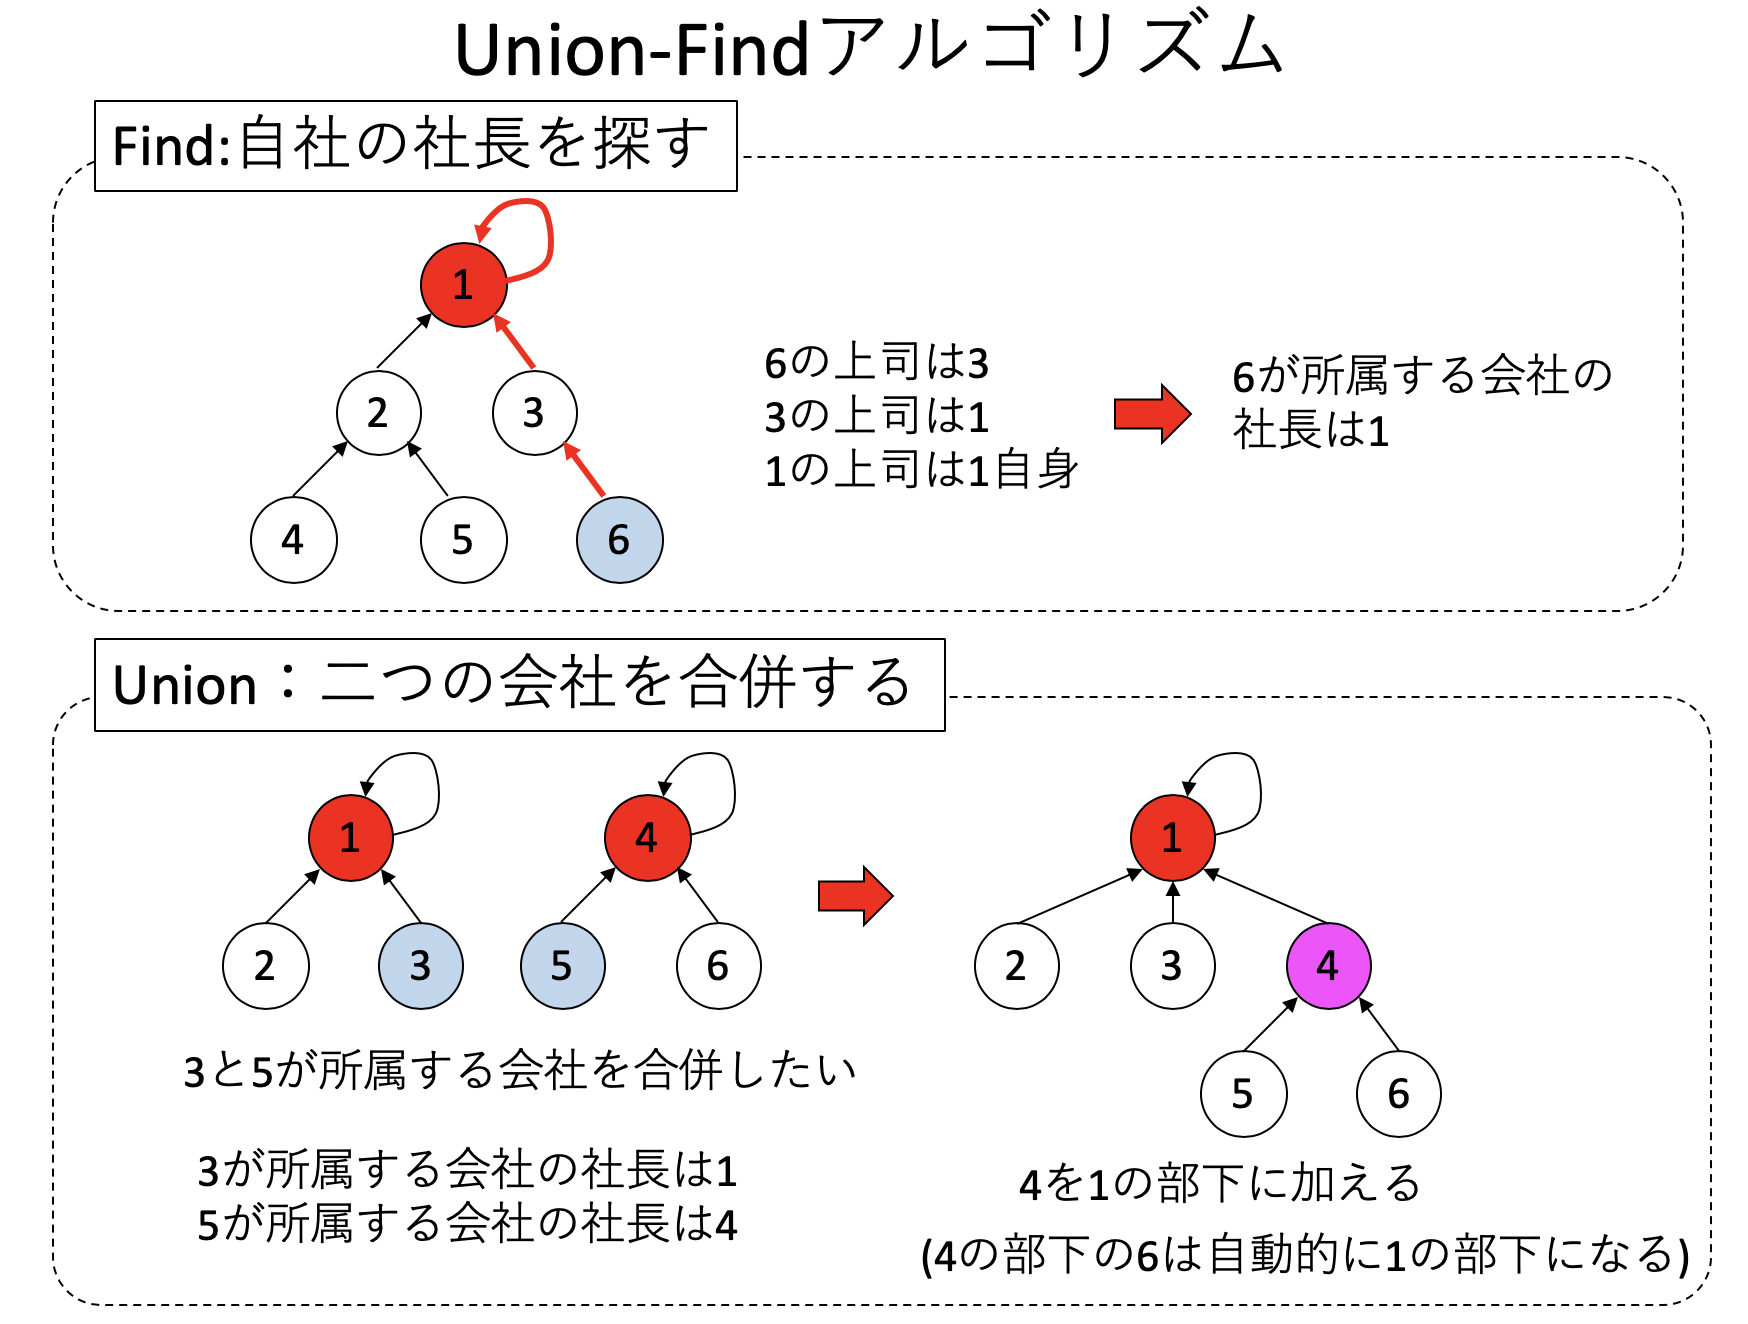 Union-Findアルゴリズム
Find:自社の社長を探す
1
2
3
4
5
6
6の上司は3
3の上司は1
1の上司は1自身
6が所属する会社の
社長は1
Union：二つの会社を合併する
1
4
2
3
5
6
3と5が所属する会社を合併したい
3が所属する会社の社長は1
5が所属する会社の社長は4
1
2
3
4
5
6
4を1の部下に加える
(4の部下の6は自動的に1の部下になる)